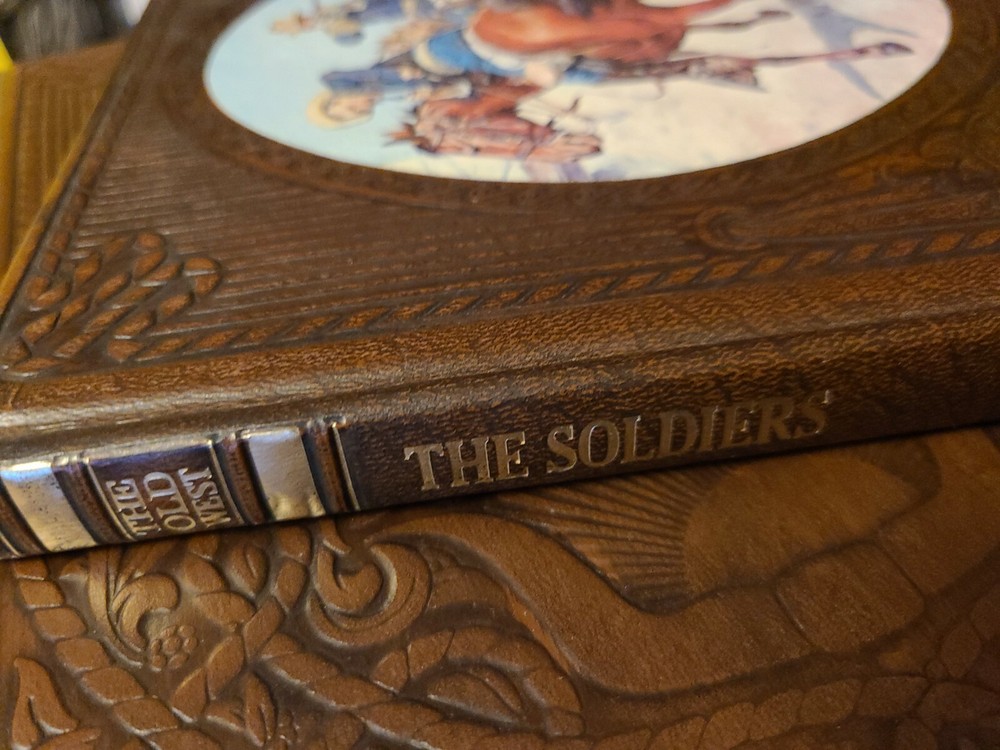 THE
OLD
WEST
THE SOLDIERS